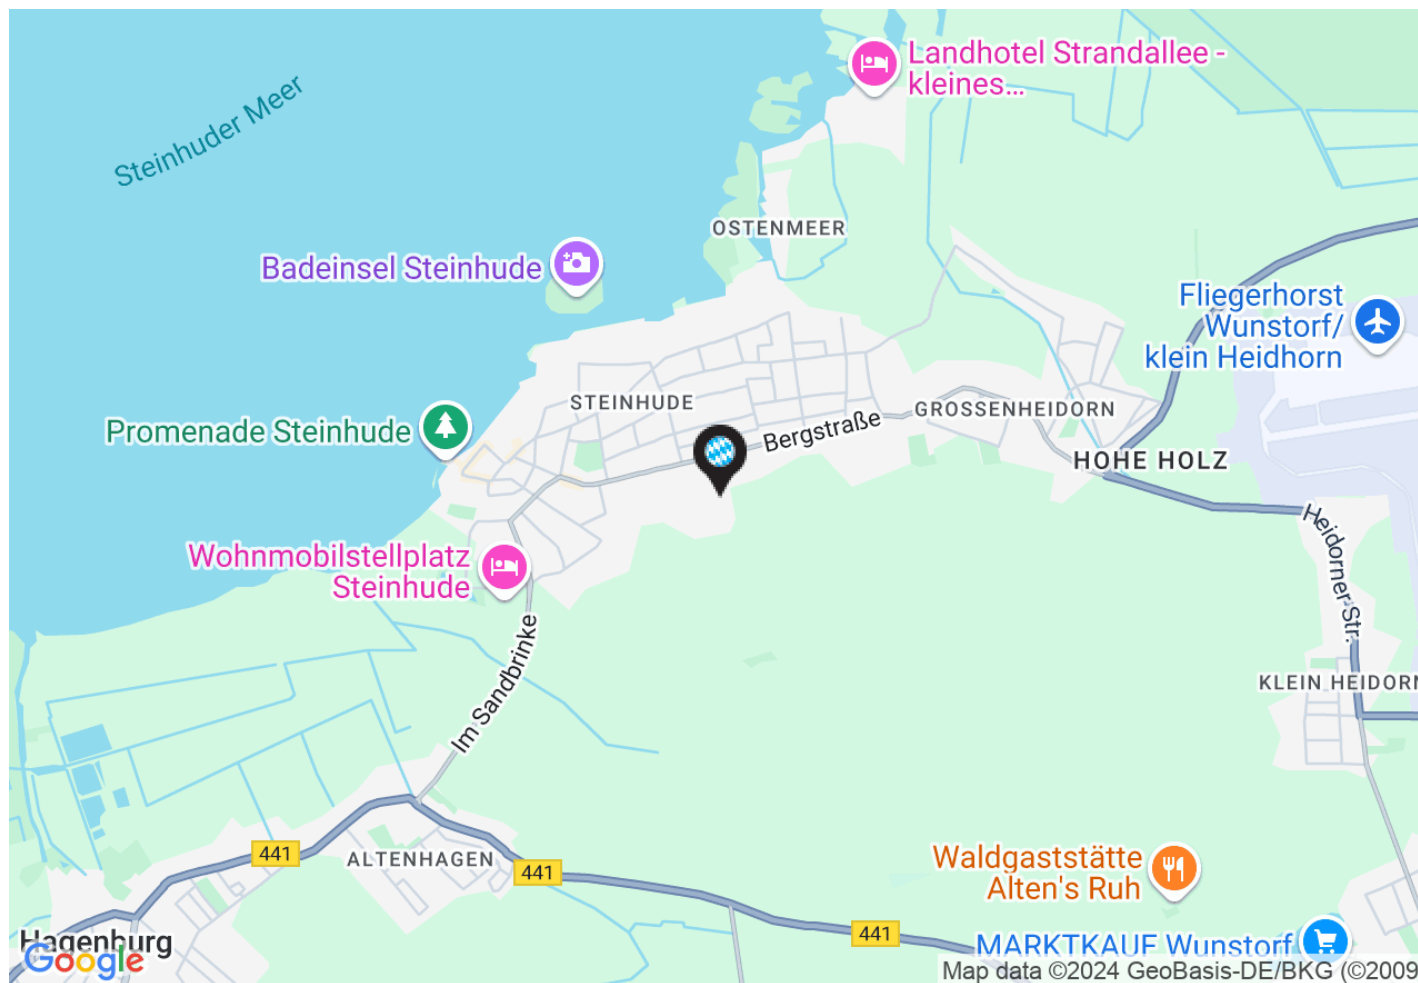 Landhotel Strandallee -
kleines...
Steinhuder Meer
OSTENMEER
Badeinsel Steinhude
Fliegerhorst
Wunstorf/
klein Heidhorn
STEINHUDE
GROSSENHEIDORN
Promenade Steinhude
Bergstraße
HOHE HOLZ
Heidorner Str.
Wohnmobilstellplatz
Steinhude
Im Sandbrinke
KLEIN HEIDORN
441
ALTENHAGEN
441
Waldgaststätte
Alten's Ruh
441
Hagenburg
MARKTKAUF Wunstorf
Google
Map data ©2024 GeoBasis-DE/BKG (©2009